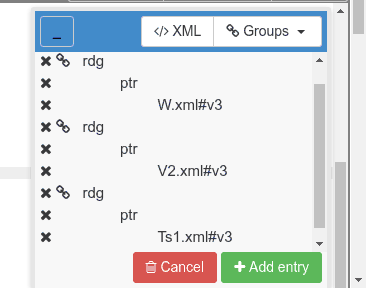 _ </> XML Groups
rdg
ptr
W.xml#v3
rdg
ptr
V2.xml#v3
rdg
ptr
Ts1.xml#v3
Cancel + Add entry